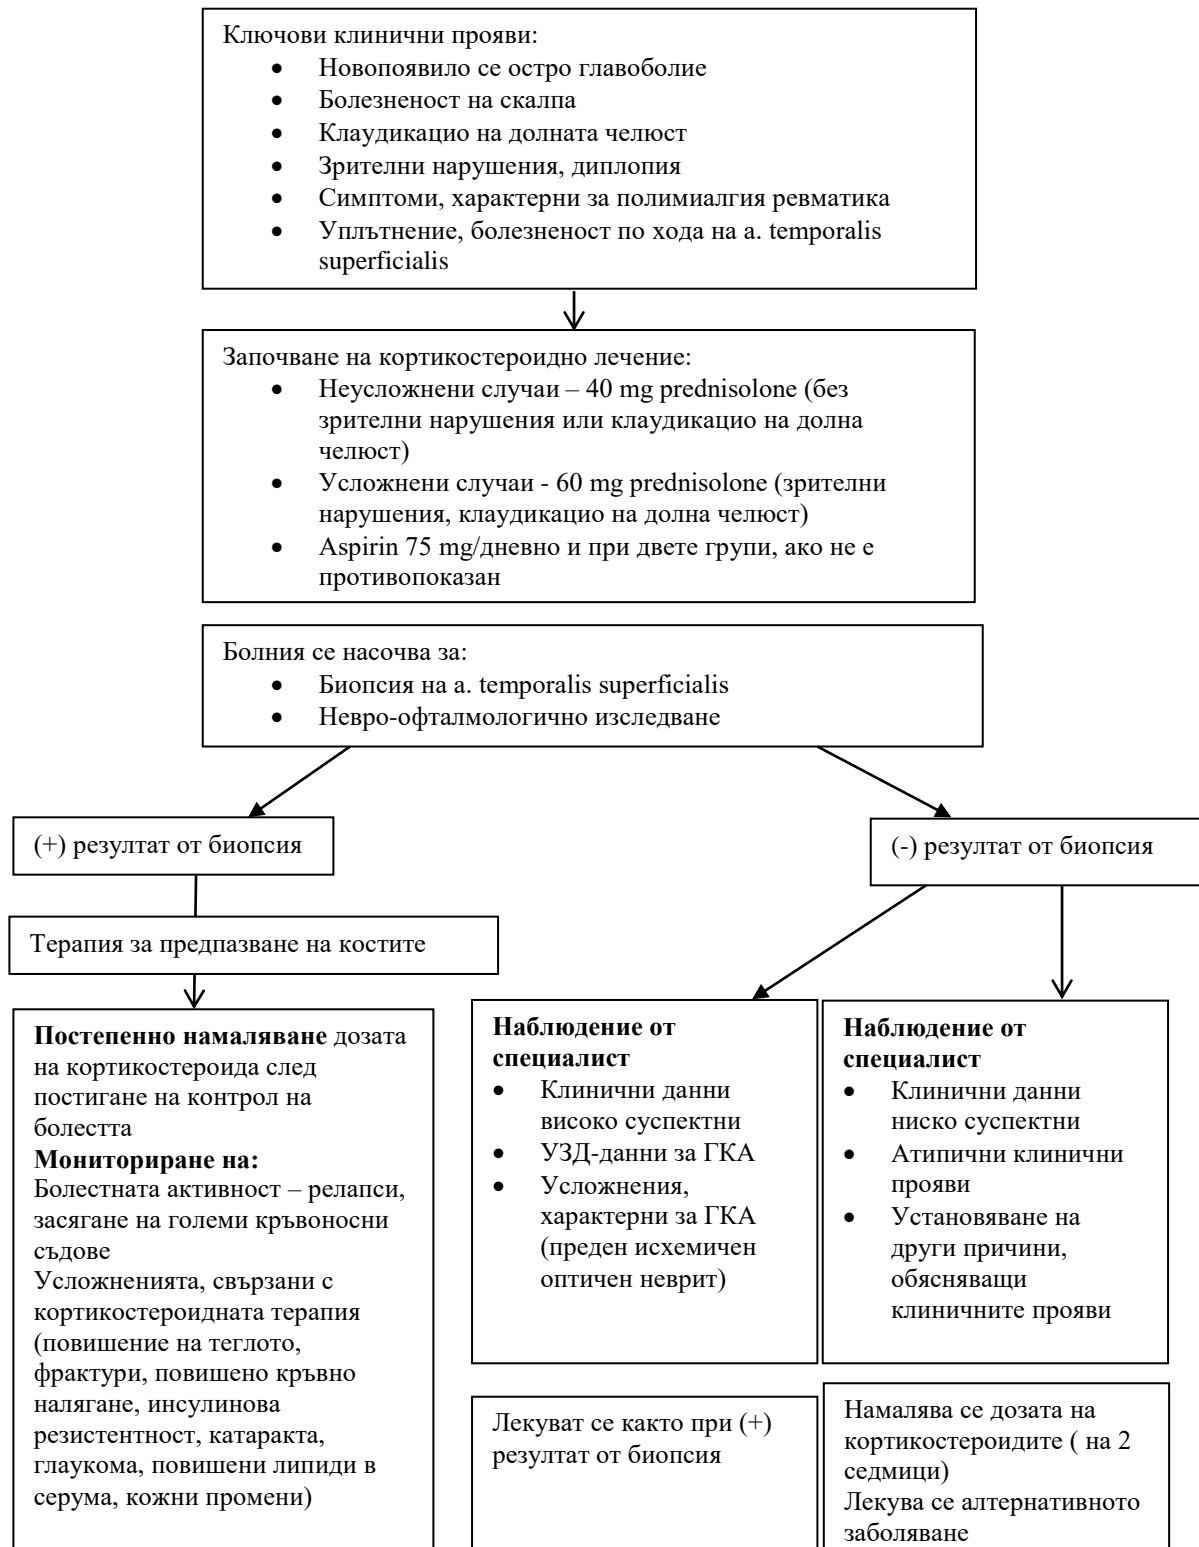 Ключови клинични прояви:
• Новопоявило се остро главоболие
• Болезненост на скалпа
• Клаудикацио на долната челюст
• Зрителни нарушения, диплопия
• Симптоми, характерни за полимиалгия ревматика
• Уплътнение, болезненост по хода на a. temporalis
superficialis
Започване на кортикостероидно лечение:
• Неусложнени случаи – 40 mg prednisolone (без
зрителни нарушения или клаудикацио на долна
челюст)
• Усложнени случаи - 60 mg prednisolone (зрителни
нарушения, клаудикацио на долна челюст)
• Aspirin 75 mg/дневно и при двете групи, ако не е
противопоказан
Болния се насочва за:
• Биопсия на a. temporalis superficialis
• Невро-офталмологично изследване
(+) резултат от биопсия
(-) резултат от биопсия
Терапия за предпазване на костите
Постепенно намаляване дозата
на кортикостероида след
постигане на контрол на
болестта
Мониториране на:
Болестната активност – релапси,
засягане на големи кръвоносни
съдове
Усложненията, свързани с
кортикостероидната терапия
(повишение на теглото,
фрактури, повишено кръвно
налягане, инсулинова
резистентност, катаракта,
глаукома, повишени липиди в
серума, кожни промени)
Наблюдение от
специалист
• Клинични данни
високо суспектни
• УЗД-данни за ГКА
• Усложнения,
характерни за ГКА
(преден исхемичен
оптичен неврит)
Лекуват се както при (+)
резултат от биопсия
Наблюдение от
специалист
• Клинични данни
ниско суспектни
• Атипични клинични
прояви
• Установяване на
други причини,
обясняващи
клиничните прояви
Намалява се дозата на
кортикостероидите ( на 2
седмици)
Лекува се алтернативното
заболяване